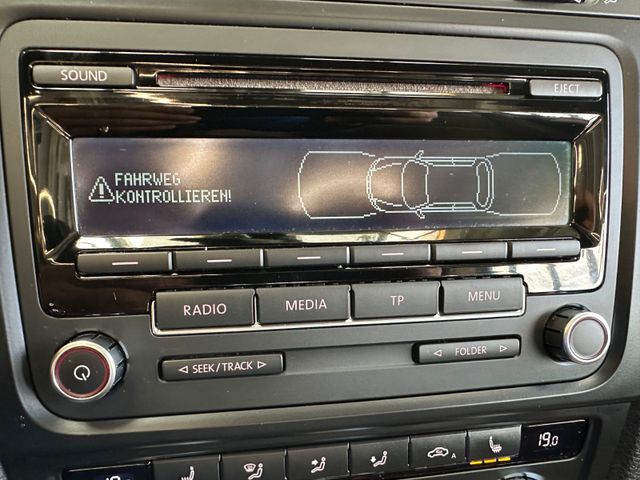 SOUND
EJECT
FAHRWEG
KONTROLLIEREN!
RADIO
MEDIA
TP
MENU
SEEK/TRACK
FOLDER
A
19.0